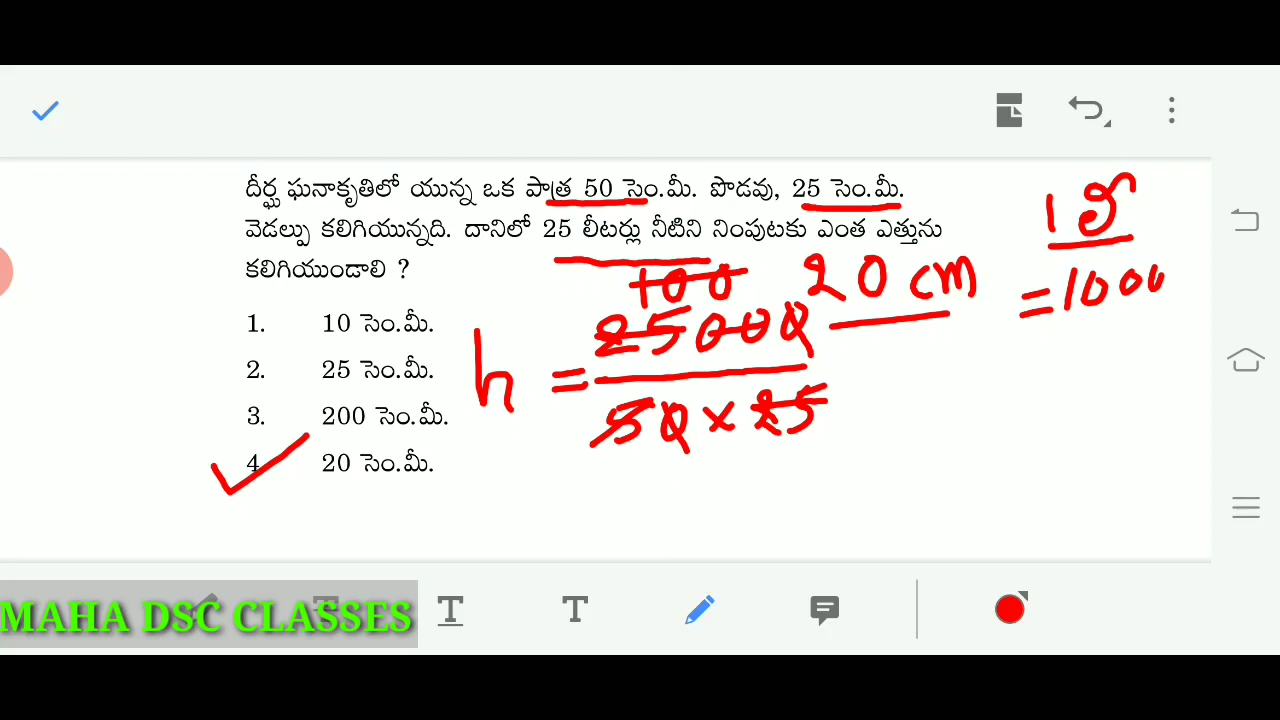 దీర్ఘ ఘనాకృతిలో యున్న ఒక పాత్ర 50 సెం.మీ. పొడవు, 25 సెం.మీ.
వెడల్పు కలిగియున్నది. దానిలో 25 లీటర్లు నీటిని నింపుటకు ఎంత ఎత్తును
కలిగియుండాలి ?
1. 10 సెం.మీ.
2. 25 సెం.మీ.
3. 200 సెం.మీ.
4 20 సెం.మీ.
1 లీ
= 1000
100 20 cm
h = 25000
50 × 25
MAHA DSC CLASSES
T T T